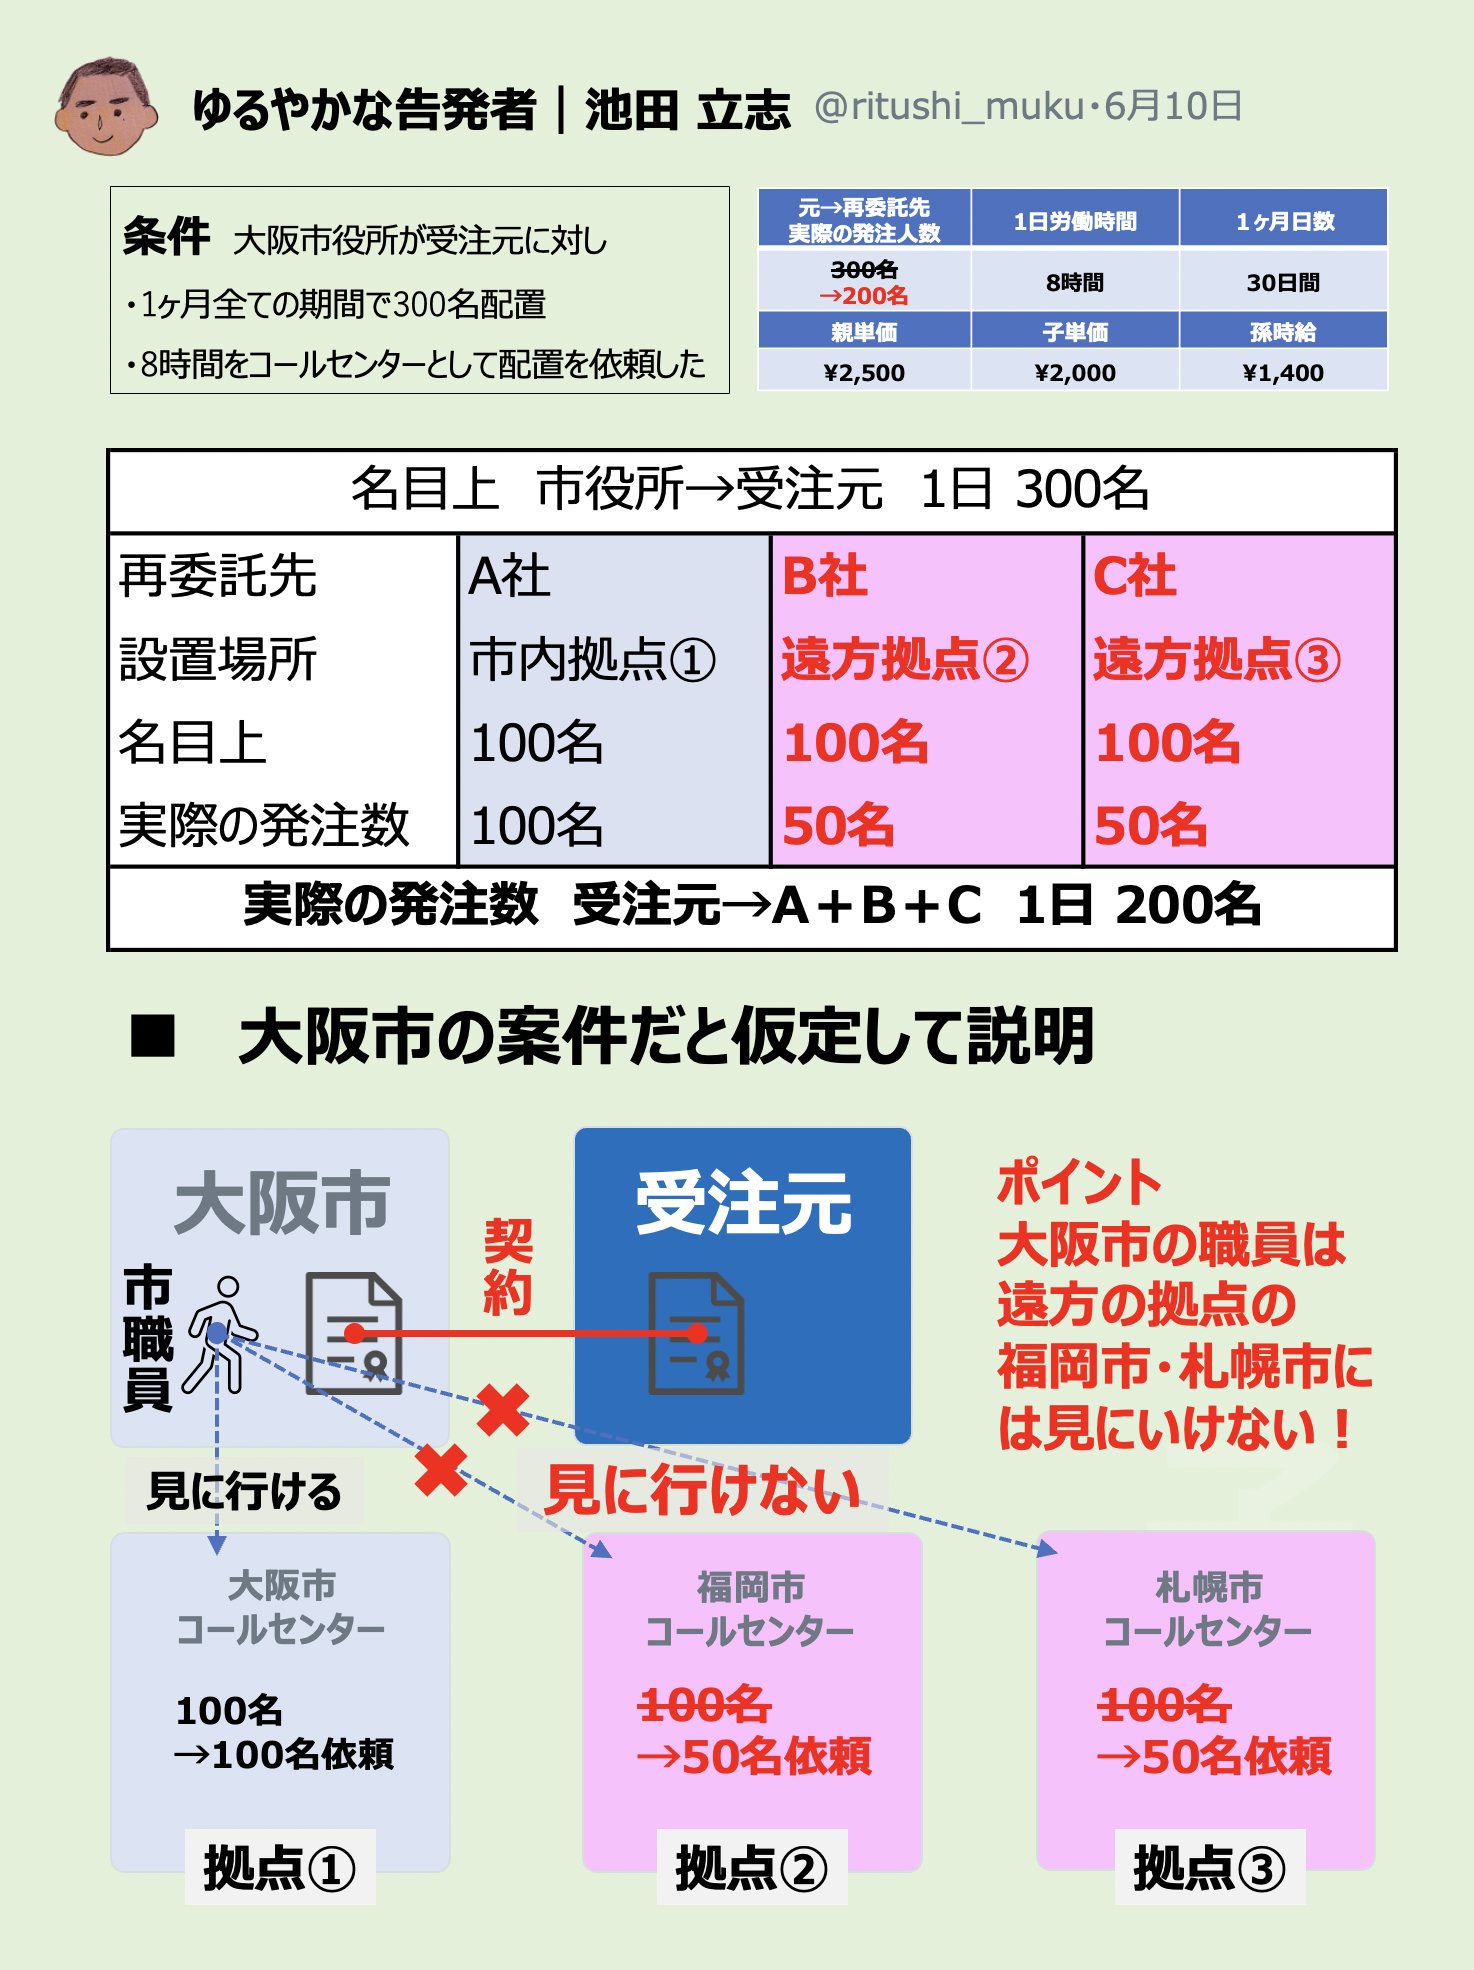 ゆるやかな告発者｜池田 立志 @ritushi_muku・6月10日
条件 大阪市役所が受注元に対し
・1ヶ月全ての期間で300名配置
・8時間をコールセンターとして配置を依頼した
元→再委託先
実際の発注人数
1日労働時間
1ヶ月日数
300名
→200名
8時間
30日間
親単価
子単価
孫時給
¥2,500
¥2,000
¥1,400
名目上 市役所→受注元 1日 300名
再委託先 A社 B社 C社
設置場所 市内拠点① 遠方拠点② 遠方拠点③
名目上 100名 100名 100名
実際の発注数 100名 50名 50名
実際の発注数 受注元→A＋B＋C 1日 200名
■ 大阪市の案件だと仮定して説明
大阪市
市職員
契約
受注元
ポイント
大阪市の職員は
遠方の拠点の
福岡市・札幌市に
は見にいけない！
見に行ける
見に行けない
大阪市
コールセンター
100名
→100名依頼
拠点①
福岡市
コールセンター
100名
→50名依頼
拠点②
札幌市
コールセンター
100名
→50名依頼
拠点③